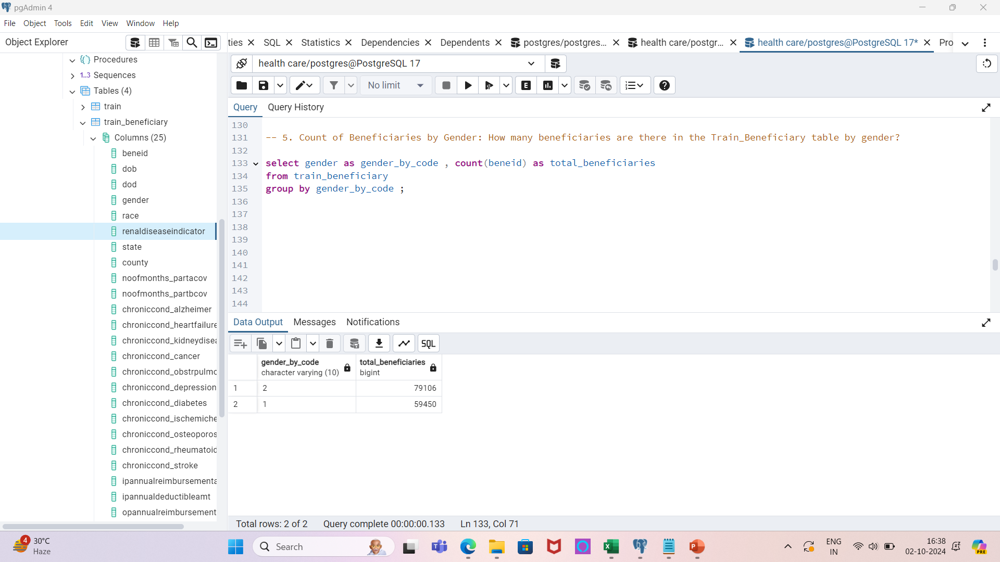 pgAdmin 4
File Object Tools Edit View Window Help
Object Explorer
ties SQL Statistics Dependencies Dependents postgres/postgres... health care/postgr... health care/postgres@PostgreSQL 17* Pro
Procedures
1..3 Sequences
Tables (4)
train
train_beneficiary
Columns (25)
beneid
dob
dod
gender
race
renaldiseaseindicator
state
county
noofmonths_partacov
noofmonths_partbcov
chroniccond_alzheimer
chroniccond_heartfailure
chroniccond_kidneydisea
chroniccond_cancer
chroniccond_obstrpulmo
chroniccond_depression
chroniccond_diabetes
chroniccond_ischemiche
chroniccond_osteoporos
chroniccond_rheumatoid
chroniccond_stroke
ipannualreimbursementa
ipannualdeductibleamt
opannualreimbursement
health care/postgres@PostgreSQL 17
No limit E
Query Query History
130
131 -- 5. Count of Beneficiaries by Gender: How many beneficiaries are there in the Train_Beneficiary table by gender?
132
133 select gender as gender_by_code , count(beneid) as total_beneficiaries
134 from train_beneficiary
135 group by gender_by_code ;
136
137
138
139
140
141
142
143
144
Data Output Messages Notifications
SQL
gender_by_code total_beneficiaries
character varying (10) bigint
1 2 79106
2 1 59450
Total rows: 2 of 2 Query complete 00:00:00.133 Ln 133, Col 71
4 30°C
Haze
Search
ENG
IN
16:38
02-10-2024
PRE